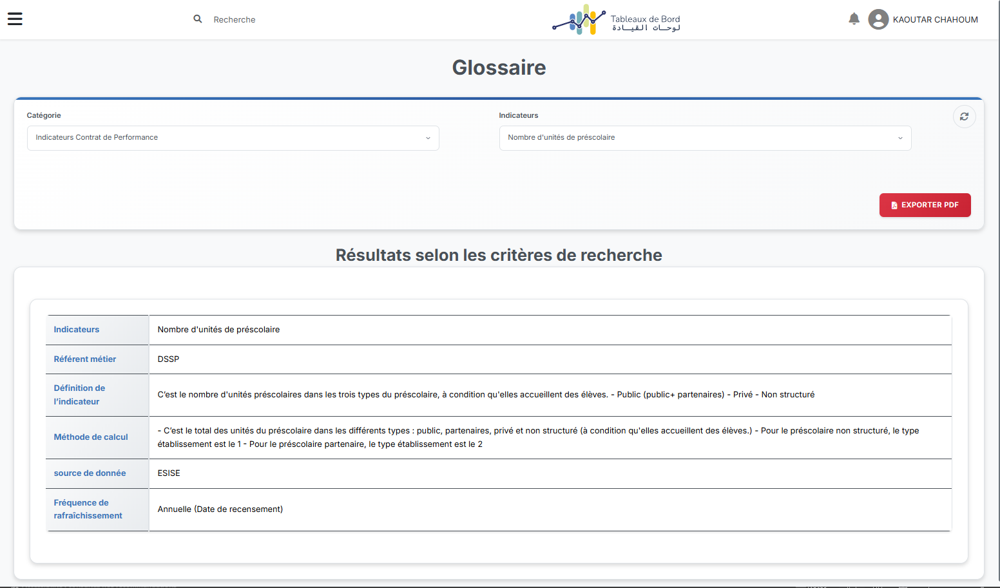 Recherche
Tableaux de Bord
لوحات القيادة
KAOUTAR CHAHOUM
Glossaire
Catégorie
Indicateurs
Indicateurs Contrat de Performance
Nombre d'unités de préscolaire
EXPORTER PDF
Résultats selon les critères de recherche
Indicateurs
Nombre d'unités de préscolaire
Référent métier
DSSP
Définition de
l’indicateur
C’est le nombre d'unités préscolaires dans les trois types du préscolaire, à condition qu'elles accueillent des élèves. - Public (public+ partenaires) - Privé - Non structuré
Méthode de calcul
- C’est le total des unités du préscolaire dans les différents types : public, partenaires, privé et non structuré (à condition qu'elles accueillent des élèves.) - Pour le préscolaire non structuré, le type
établissement est le 1 - Pour le préscolaire partenaire, le type établissement est le 2
source de donnée
ESISE
Fréquence de
rafraîchissement
Annuelle (Date de recensement)